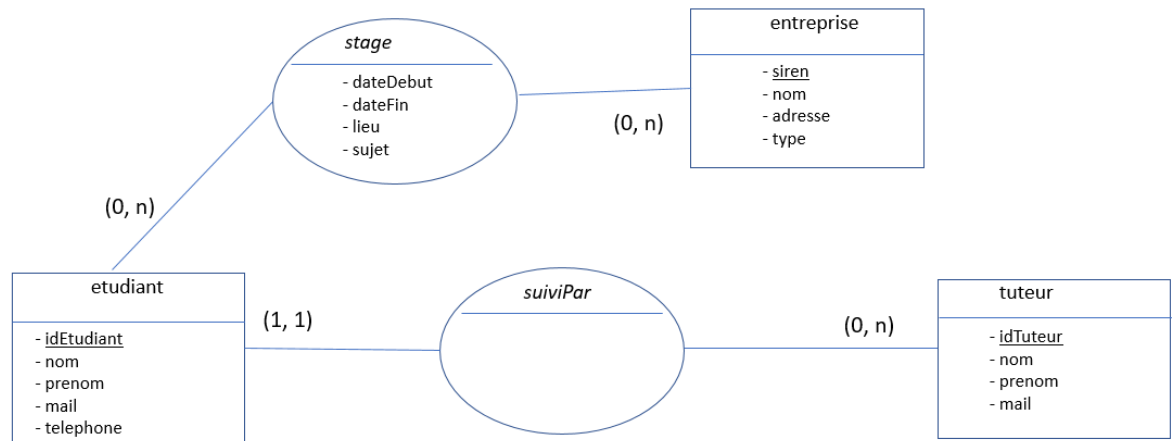 stage
- dateDebut
- dateFin
- lieu
- sujet
entreprise
- siren
- nom
- adresse
- type
(0, n)
(0, n)
etudiant
- idEtudiant
- nom
- prenom
- mail
- telephone
(1, 1)
suiviPar
(0, n)
tuteur
- idTuteur
- nom
- prenom
- mail